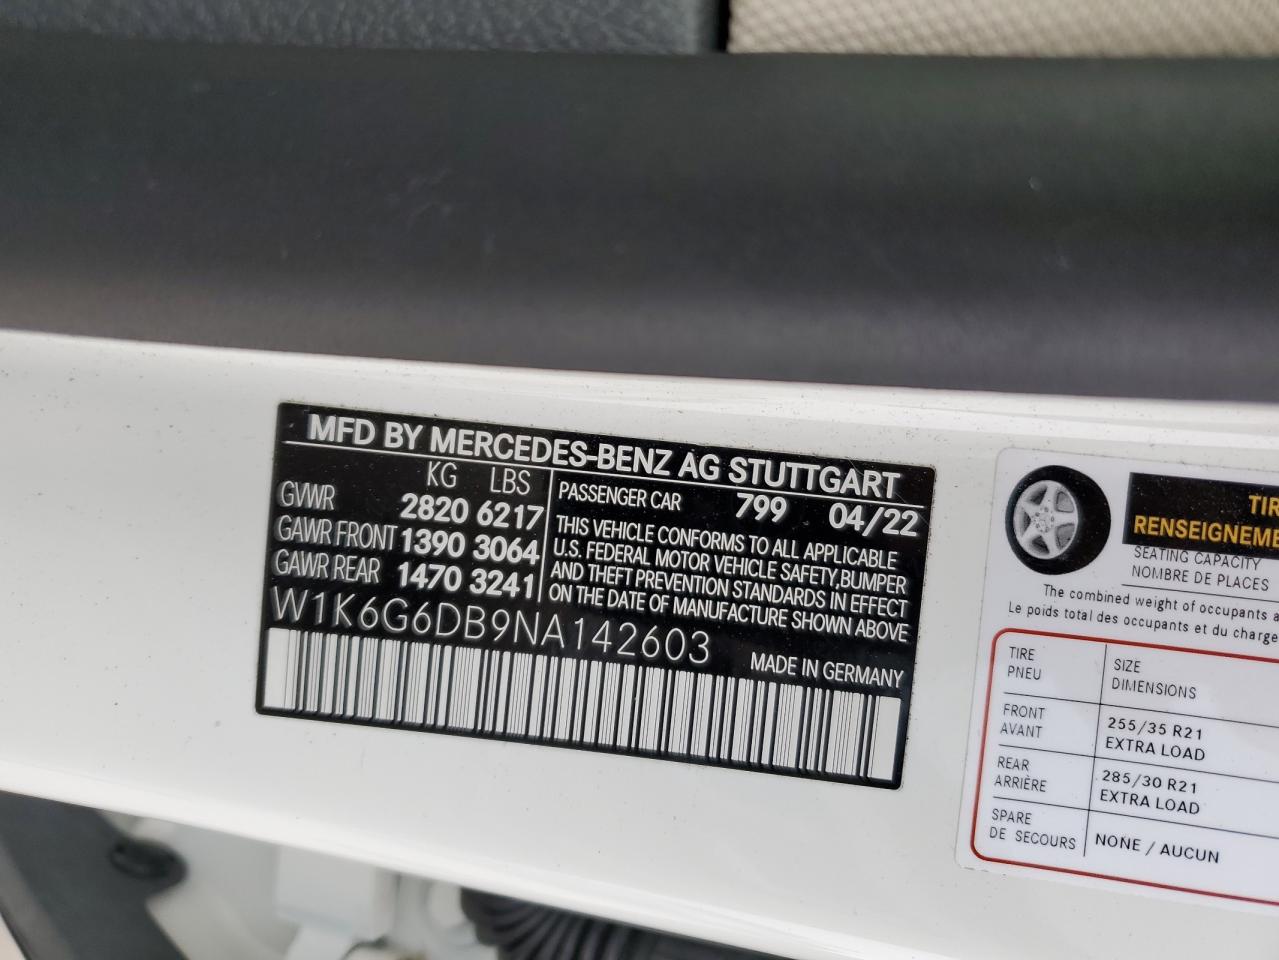 MFD BY MERCEDES-BENZ AG STUTTGART
KG LBS
GVWR 2820 6217
GAWR FRONT 1390 3064
GAWR REAR 1470 3241
PASSENGER CAR 799 04/22
THIS VEHICLE CONFORMS TO ALL APPLICABLE
U.S. FEDERAL MOTOR VEHICLE SAFETY, BUMPER
AND THEFT PREVENTION STANDARDS IN EFFECT
ON THE DATE OF MANUFACTURE SHOWN ABOVE
W1K6G6DB9NA142603
MADE IN GERMANY
TIR
RENSEIGNEME
SEATING CAPACITY
NOMBRE DE PLACES
The combined weight of occupants a
Le poids total des occupants et du charge
TIRE
PNEU
SIZE
DIMENSIONS
FRONT
AVANT
255/35 R21
EXTRA LOAD
REAR
ARRIÈRE
285/30 R21
EXTRA LOAD
SPARE
DE SECOURS
NONE / AUCUN